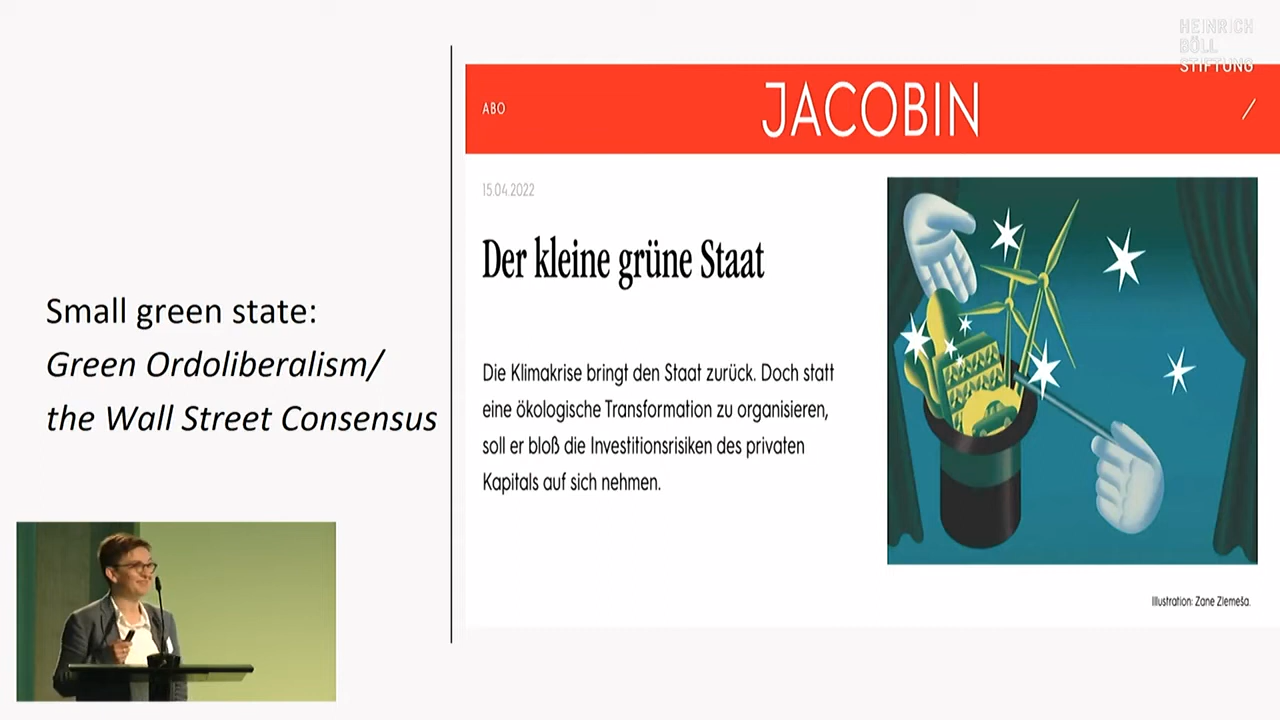 HEINRICH
BÖLL
STIFTUNG
ABO
JACOBIN
15.04.2022
Der kleine grüne Staat
Die Klimakrise bringt den Staat zurück. Doch statt
eine ökologische Transformation zu organisieren,
soll er bloß die Investitionsrisiken des privaten
Kapitals auf sich nehmen.
Illustration: Zane Zlemeša.
Small green state:
Green Ordoliberalism/
the Wall Street Consensus